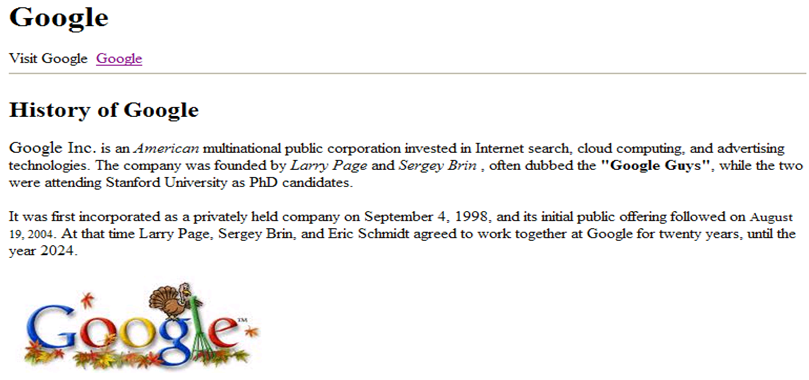 Google
Visit Google Google
History of Google
Google Inc. is an American multinational public corporation invested in Internet search, cloud computing, and advertising
technologies. The company was founded by Larry Page and Sergey Brin , often dubbed the "Google Guys", while the two
were attending Stanford University as PhD candidates.
It was first incorporated as a privately held company on September 4, 1998, and its initial public offering followed on August
19, 2004. At that time Larry Page, Sergey Brin, and Eric Schmidt agreed to work together at Google for twenty years, until the
year 2024.
Google™